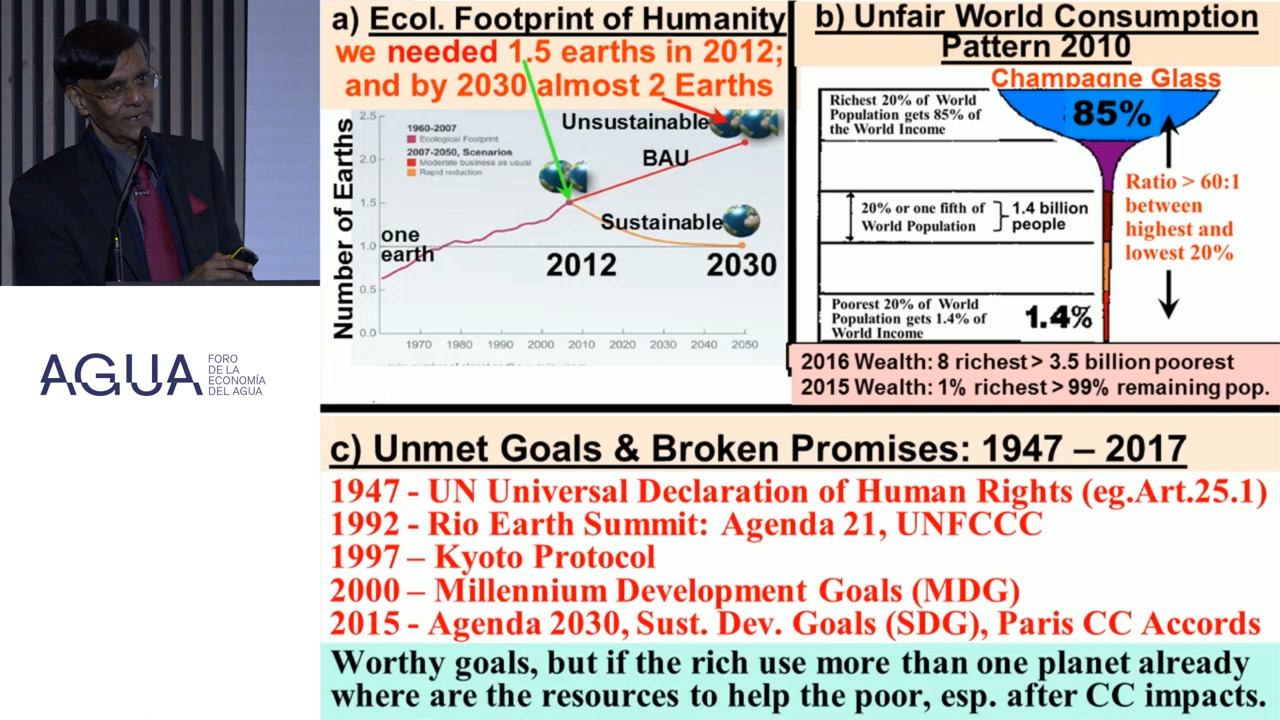 a) Ecol. Footprint of Humanity
we needed 1.5 earths in 2012;
and by 2030 almost 2 Earths
Number of Earths
2.5
2.0
1.5
1.0
0.5
0.0
1960-2007
Ecological Footprint
2007-2050, Scenarios
Moderate business as usual
Rapid reduction
Unsustainable
BAU
Sustainable
one
earth
2012
2030
1970
1980
1990
2000
2010
2020
2030
2040
2050
b) Unfair World Consumption
Pattern 2010
Champagne Glass
Richest 20% of World
Population gets 85% of
the World Income
85%
20% or one fifth of
World Population
1.4 billion
people
Ratio > 60:1
between
highest and
lowest 20%
Poorest 20% of World
Population gets 1.4% of
World Income
1.4%
2016 Wealth: 8 richest > 3.5 billion poorest
2015 Wealth: 1% richest > 99% remaining pop.
AGUA
FORO
DE LA
ECONOMÍA
DEL AGUA
c) Unmet Goals & Broken Promises: 1947 – 2017
1947 - UN Universal Declaration of Human Rights (eg.Art.25.1)
1992 - Rio Earth Summit: Agenda 21, UNFCCC
1997 – Kyoto Protocol
2000 – Millennium Development Goals (MDG)
2015 - Agenda 2030, Sust. Dev. Goals (SDG), Paris CC Accords
Worthy goals, but if the rich use more than one planet already
where are the resources to help the poor, esp. after CC impacts.